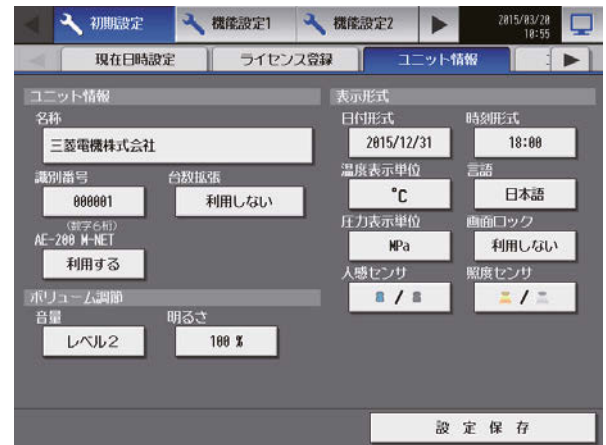 初期設定
機能設定1
機能設定2
2015/03/20
10:55
現在日時設定
ライセンス登録
ユニット情報
ユニット情報
名称
三菱電機株式会社
識別番号
台数拡張
000001
利用しない
(数字6桁)
AE-200 M-NET
利用する
ボリューム調節
音量
明るさ
レベル2
100 %
表示形式
日付形式
時刻形式
2015/12/31
18:00
温度表示単位
言語
℃
日本語
圧力表示単位
画面ロック
MPa
利用しない
人感センサ
照度センサ
/
/
設定保存